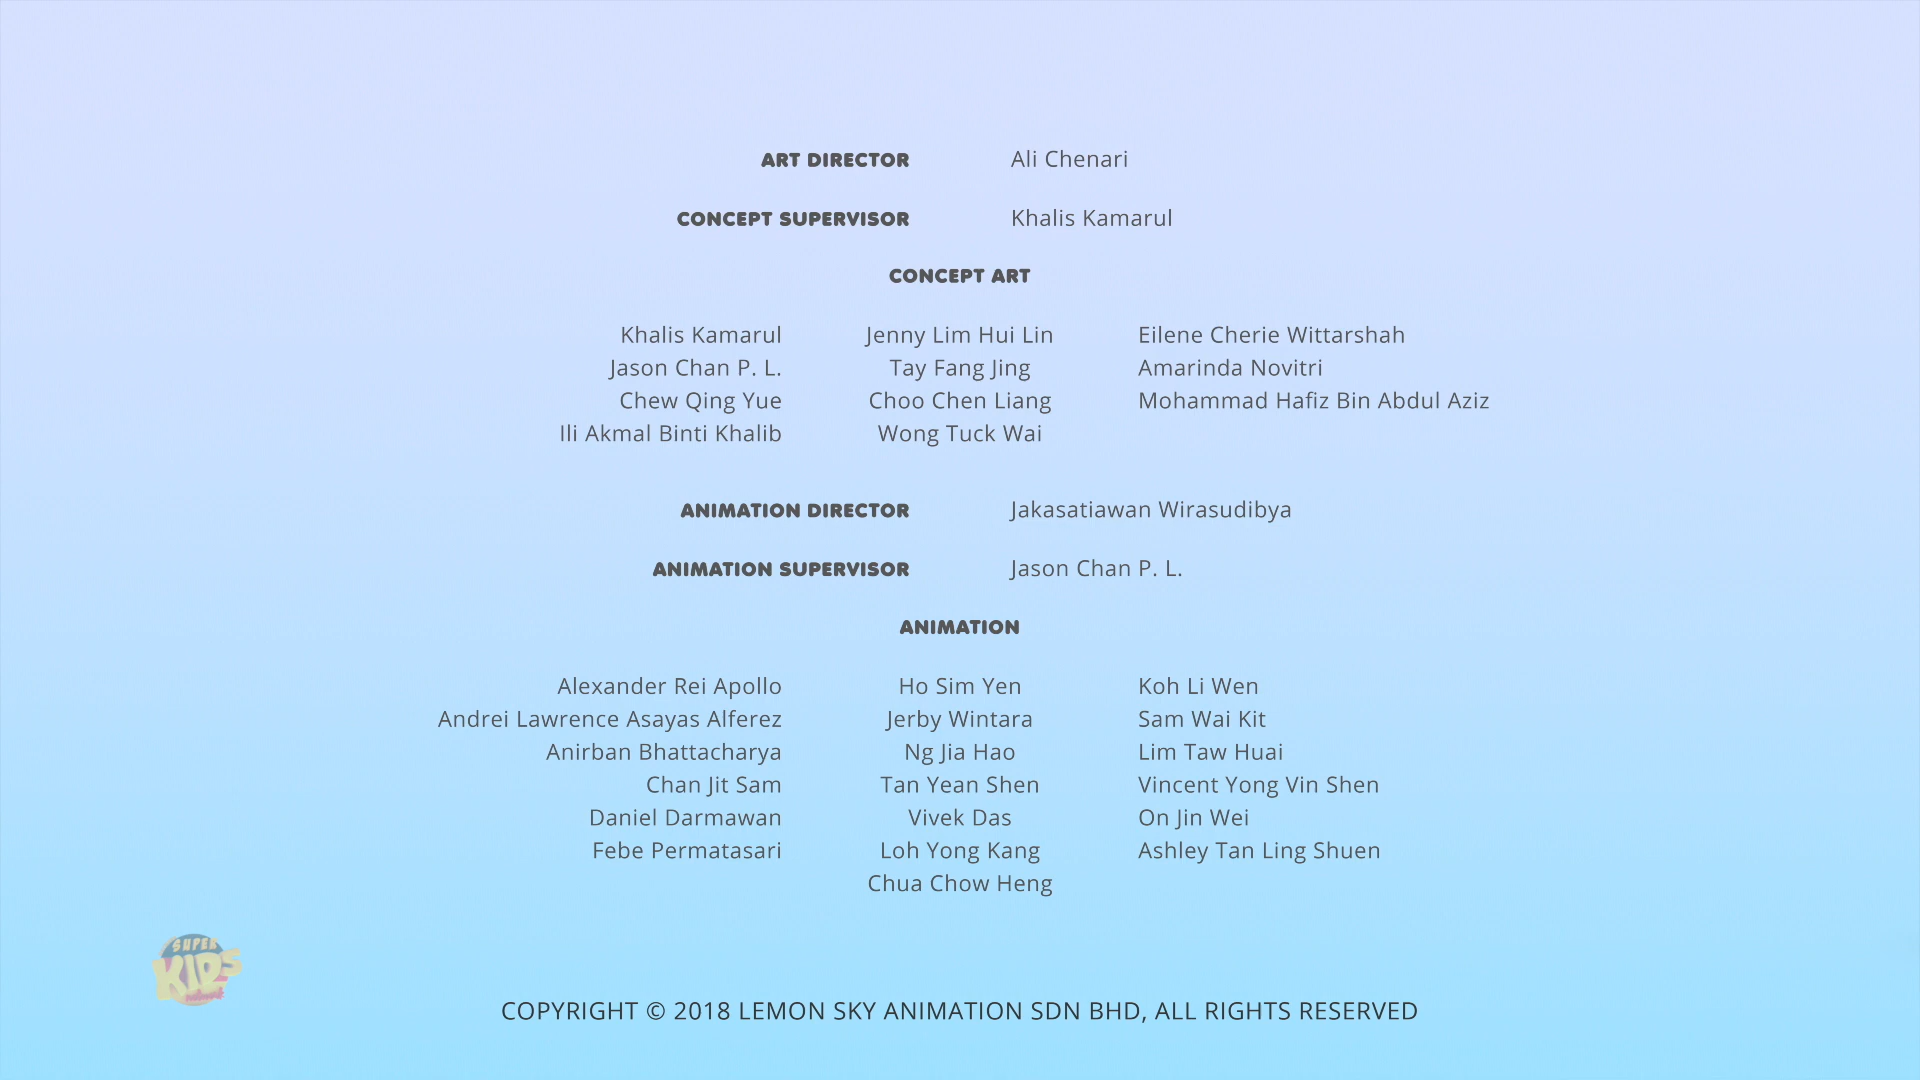 ART DIRECTOR Ali Chenari
CONCEPT SUPERVISOR Khalis Kamarul
CONCEPT ART
Khalis Kamarul Jenny Lim Hui Lin Eilene Cherie Wittarshah
Jason Chan P. L. Tay Fang Jing Amarinda Novitri
Chew Qing Yue Choo Chen Liang Mohammad Hafiz Bin Abdul Aziz
Ili Akmal Binti Khalib Wong Tuck Wai
ANIMATION DIRECTOR Jakasatiawan Wirasudibya
ANIMATION SUPERVISOR Jason Chan P. L.
ANIMATION
Alexander Rei Apollo Ho Sim Yen Koh Li Wen
Andrei Lawrence Asayas Alferez Jerby Wintara Sam Wai Kit
Anirban Bhattacharya Ng Jia Hao Lim Taw Huai
Chan Jit Sam Tan Yean Shen Vincent Yong Vin Shen
Daniel Darmawan Vivek Das On Jin Wei
Febe Permatasari Loh Yong Kang Ashley Tan Ling Shuen
Chua Chow Heng
SUPER
KIDS
network
COPYRIGHT © 2018 LEMON SKY ANIMATION SDN BHD, ALL RIGHTS RESERVED